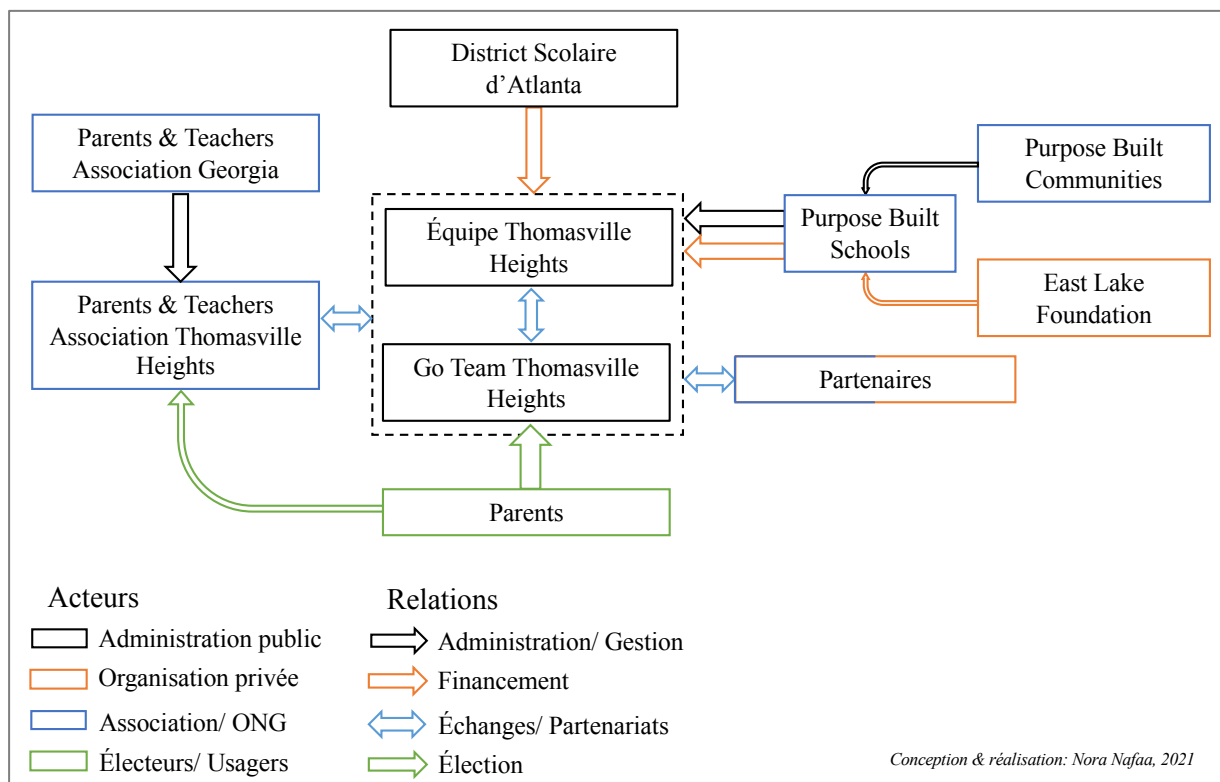 District Scolaire
d’Atlanta
Parents & Teachers
Association Georgia
Purpose Built
Communities
Équipe Thomasville
Heights
Purpose Built
Schools
Parents & Teachers
Association Thomasville
Heights
East Lake
Foundation
Go Team Thomasville
Heights
Partenaires
Parents
Acteurs
Administration public
Organisation privée
Association/ ONG
Électeurs/ Usagers
Relations
Administration/ Gestion
Financement
Échanges/ Partenariats
Élection
Conception & réalisation: Nora Nafaa, 2021